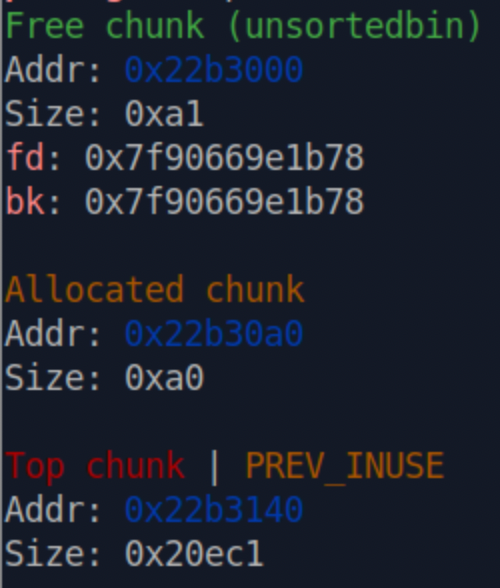 Free chunk (unsortedbin)
Addr: 0x22b3000
Size: 0xa1
fd: 0x7f90669e1b78
bk: 0x7f90669e1b78
Allocated chunk
Addr: 0x22b30a0
Size: 0xa0
Top chunk | PREV_INUSE
Addr: 0x22b3140
Size: 0x20ec1